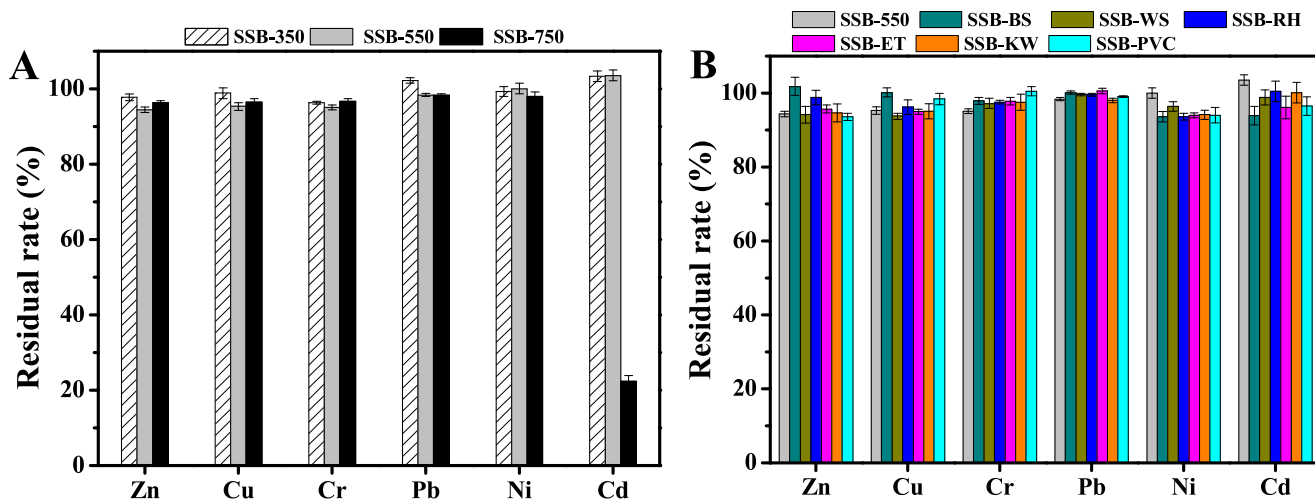 A
SSB-350 SSB-550 SSB-750
Residual rate (%)
100
80
60
40
20
0
Zn Cu Cr Pb Ni Cd
B
SSB-550 SSB-BS SSB-WS SSB-RH
SSB-ET SSB-KW SSB-PVC
Residual rate (%)
100
80
60
40
20
0
Zn Cu Cr Pb Ni Cd